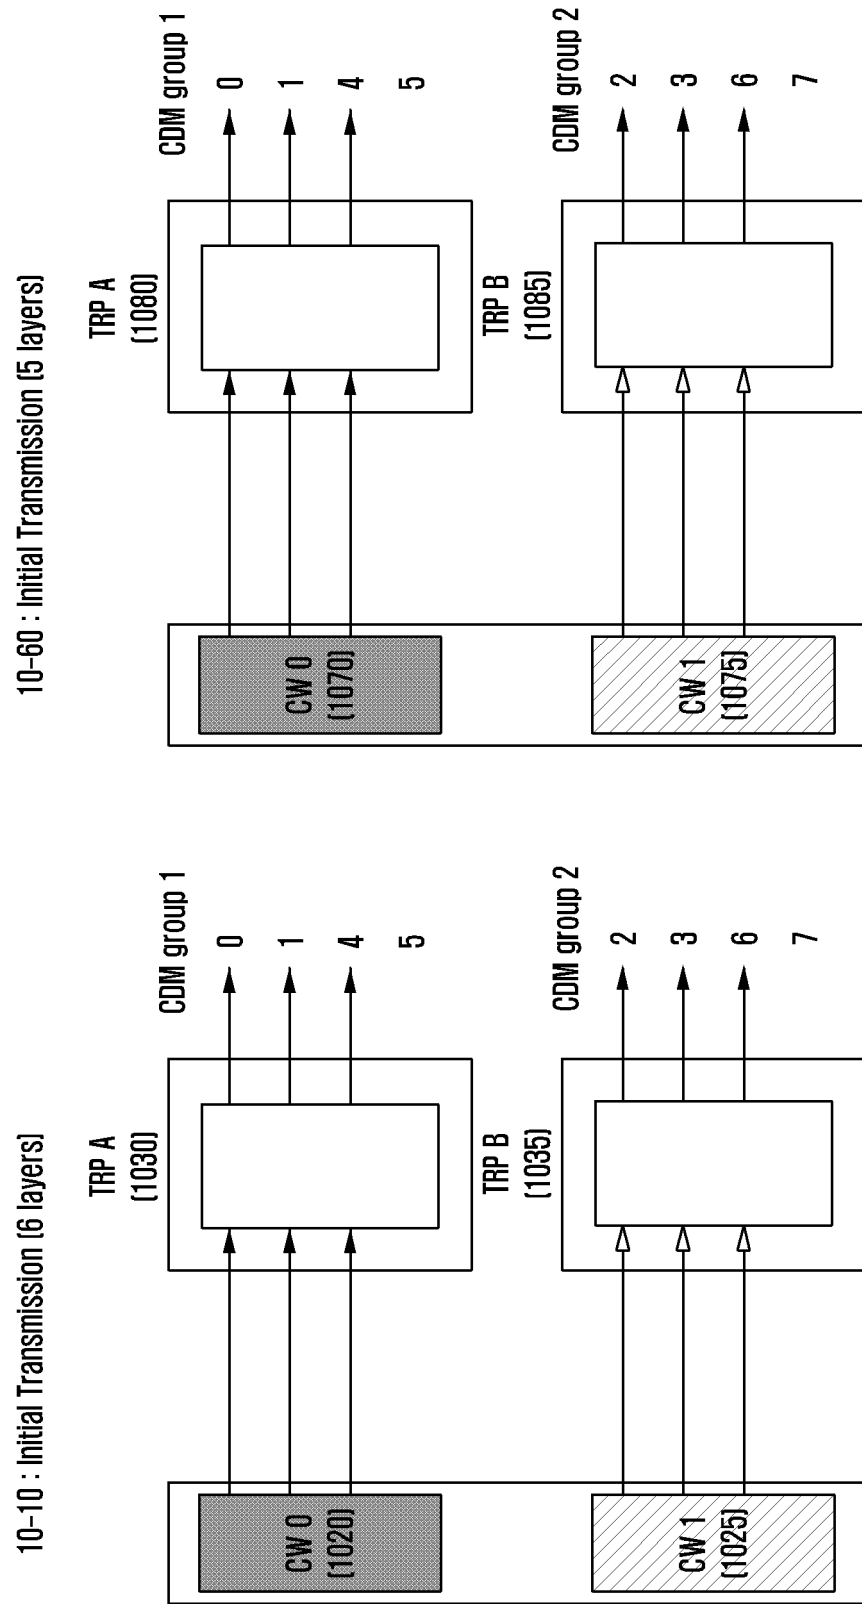 10-10 : Initial Transmission (6 layers)
TRP A
(1030)
CDM group 1
0
1
4
5
CW 0
(1020)
TRP B
(1035)
CDM group 2
2
3
6
7
CW 1
(1025)
10-60 : Initial Transmission (5 layers)
TRP A
(1080)
CDM group 1
0
1
4
5
CW 0
(1070)
TRP B
(1085)
CDM group 2
2
3
6
7
CW 1
(1075)